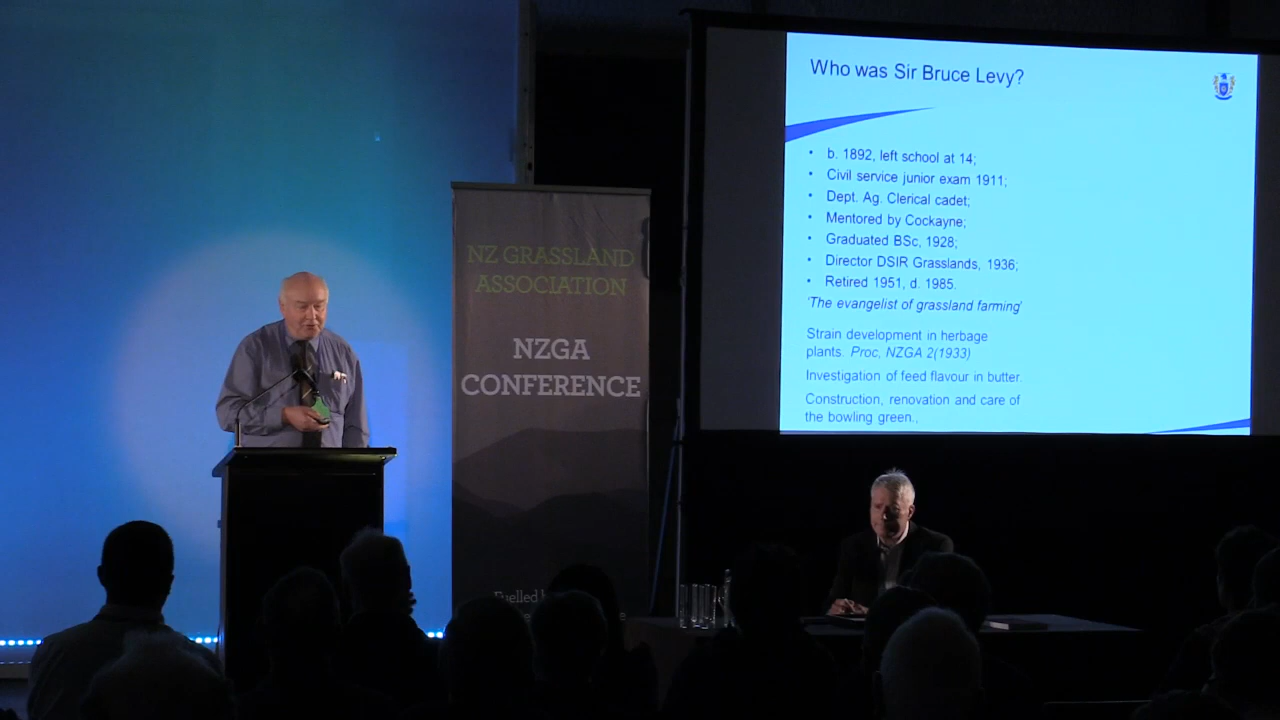 NZ GRASSLAND
ASSOCIATION
NZGA
CONFERENCE
Fuelled
Who was Sir Bruce Levy?
• b. 1892, left school at 14;
• Civil service junior exam 1911;
• Dept. Ag. Clerical cadet;
• Mentored by Cockayne;
• Graduated BSc, 1928;
• Director DSIR Grasslands, 1936;
• Retired 1951, d. 1985.
'The evangelist of grassland farming'
Strain development in herbage
plants. Proc, NZGA 2(1933)
Investigation of feed flavour in butter.
Construction, renovation and care of
the bowling green.,